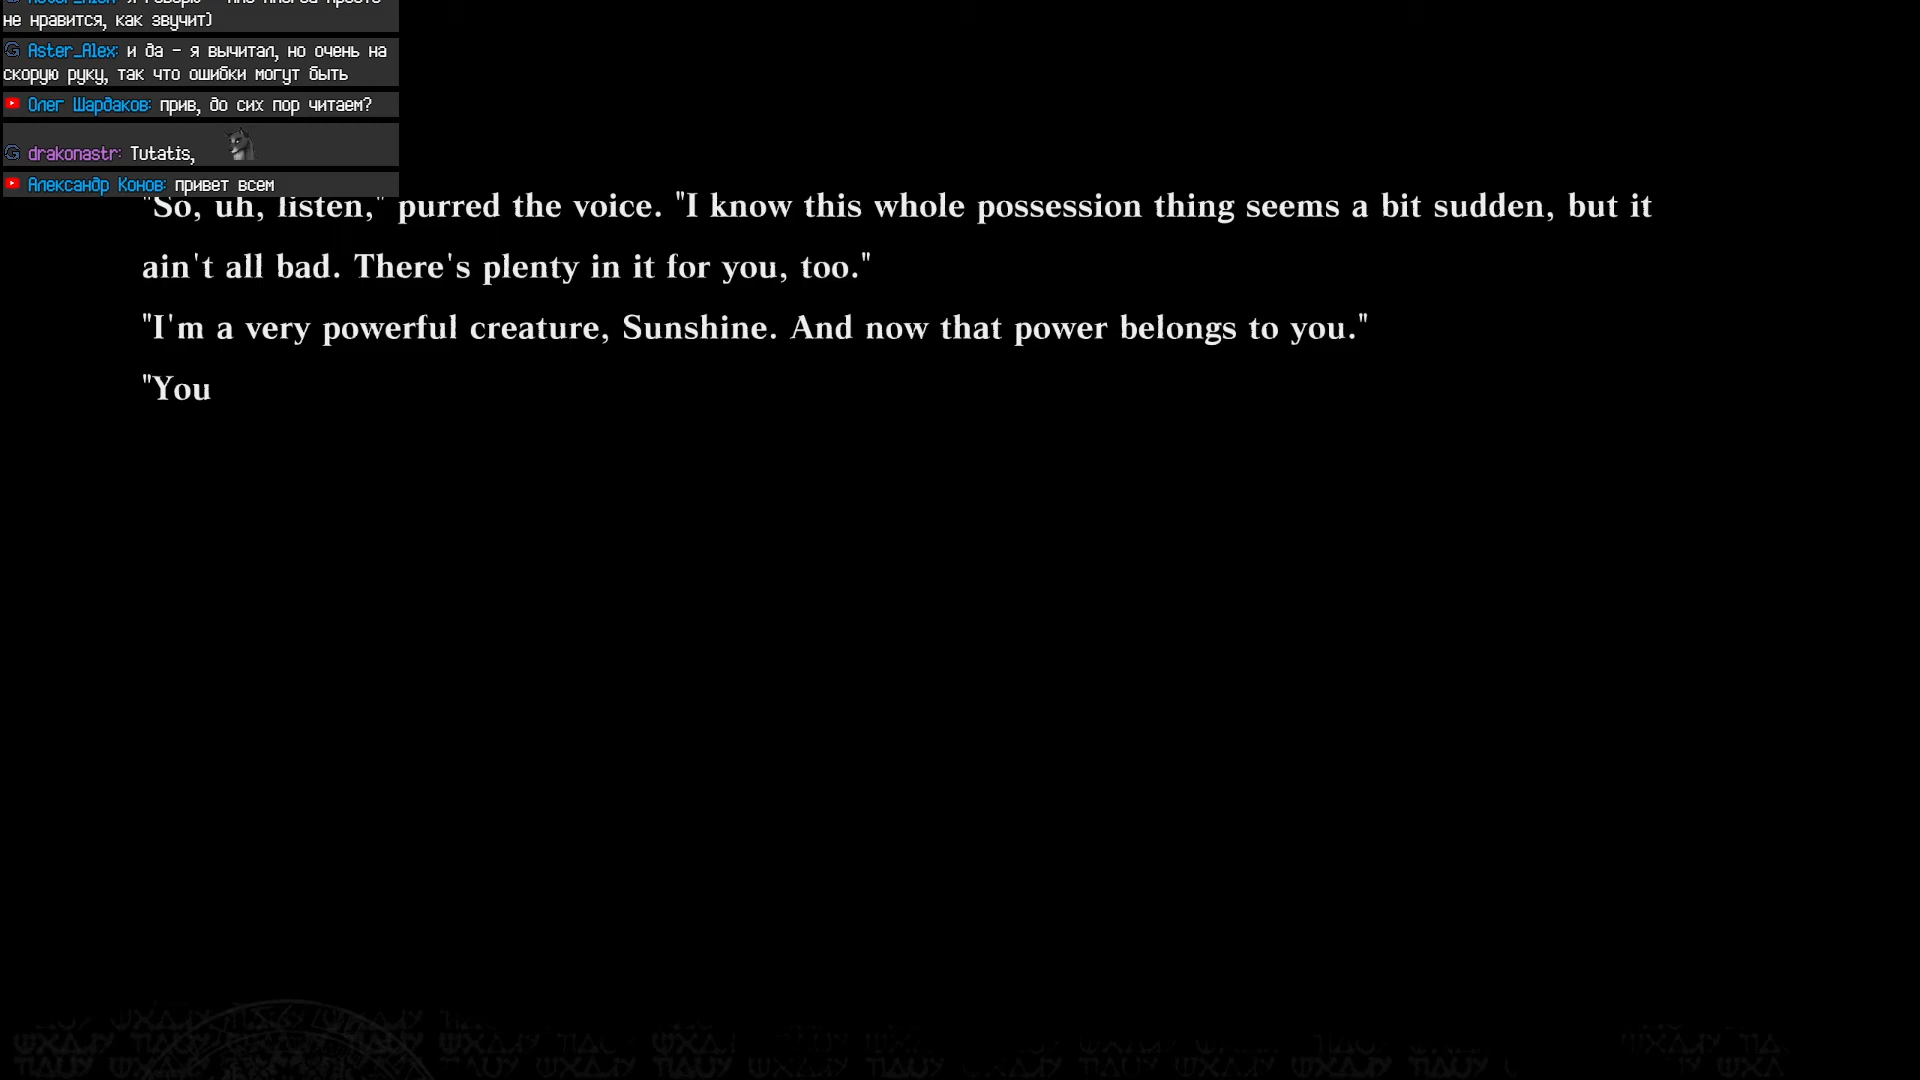 не нравится, как звучит)
Aster_Alex: и да - я вычитал, но очень на
скорую руку, так что ошибки могут быть
Олег Шардаков: прив, до сих пор читаем?
drakonastr: Tutatis,
Александр Конов: привет всем
"So, uh, listen," purred the voice. "I know this whole possession thing seems a bit sudden, but it
ain't all bad. There's plenty in it for you, too."
"I'm a very powerful creature, Sunshine. And now that power belongs to you."
"You